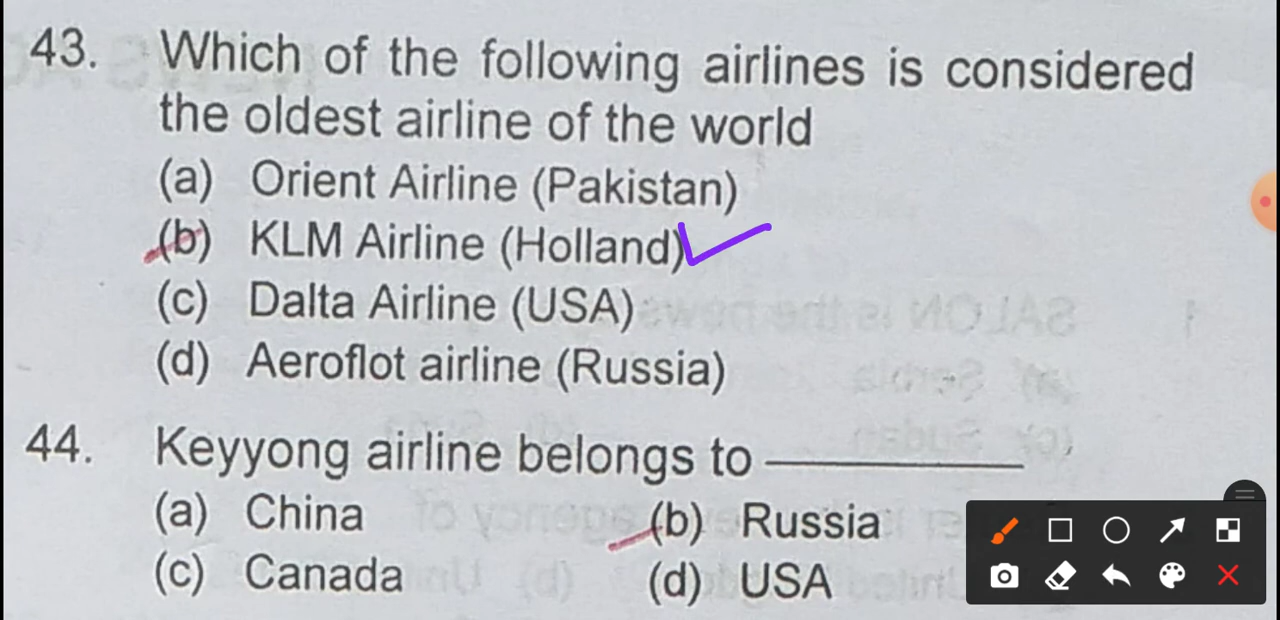 43. Which of the following airlines is considered
the oldest airline of the world
(a) Orient Airline (Pakistan)
(b) KLM Airline (Holland)
(c) Dalta Airline (USA)
(d) Aeroflot airline (Russia)
44. Keyyong airline belongs to __________
(a) China (b) Russia
(c) Canada (d) USA